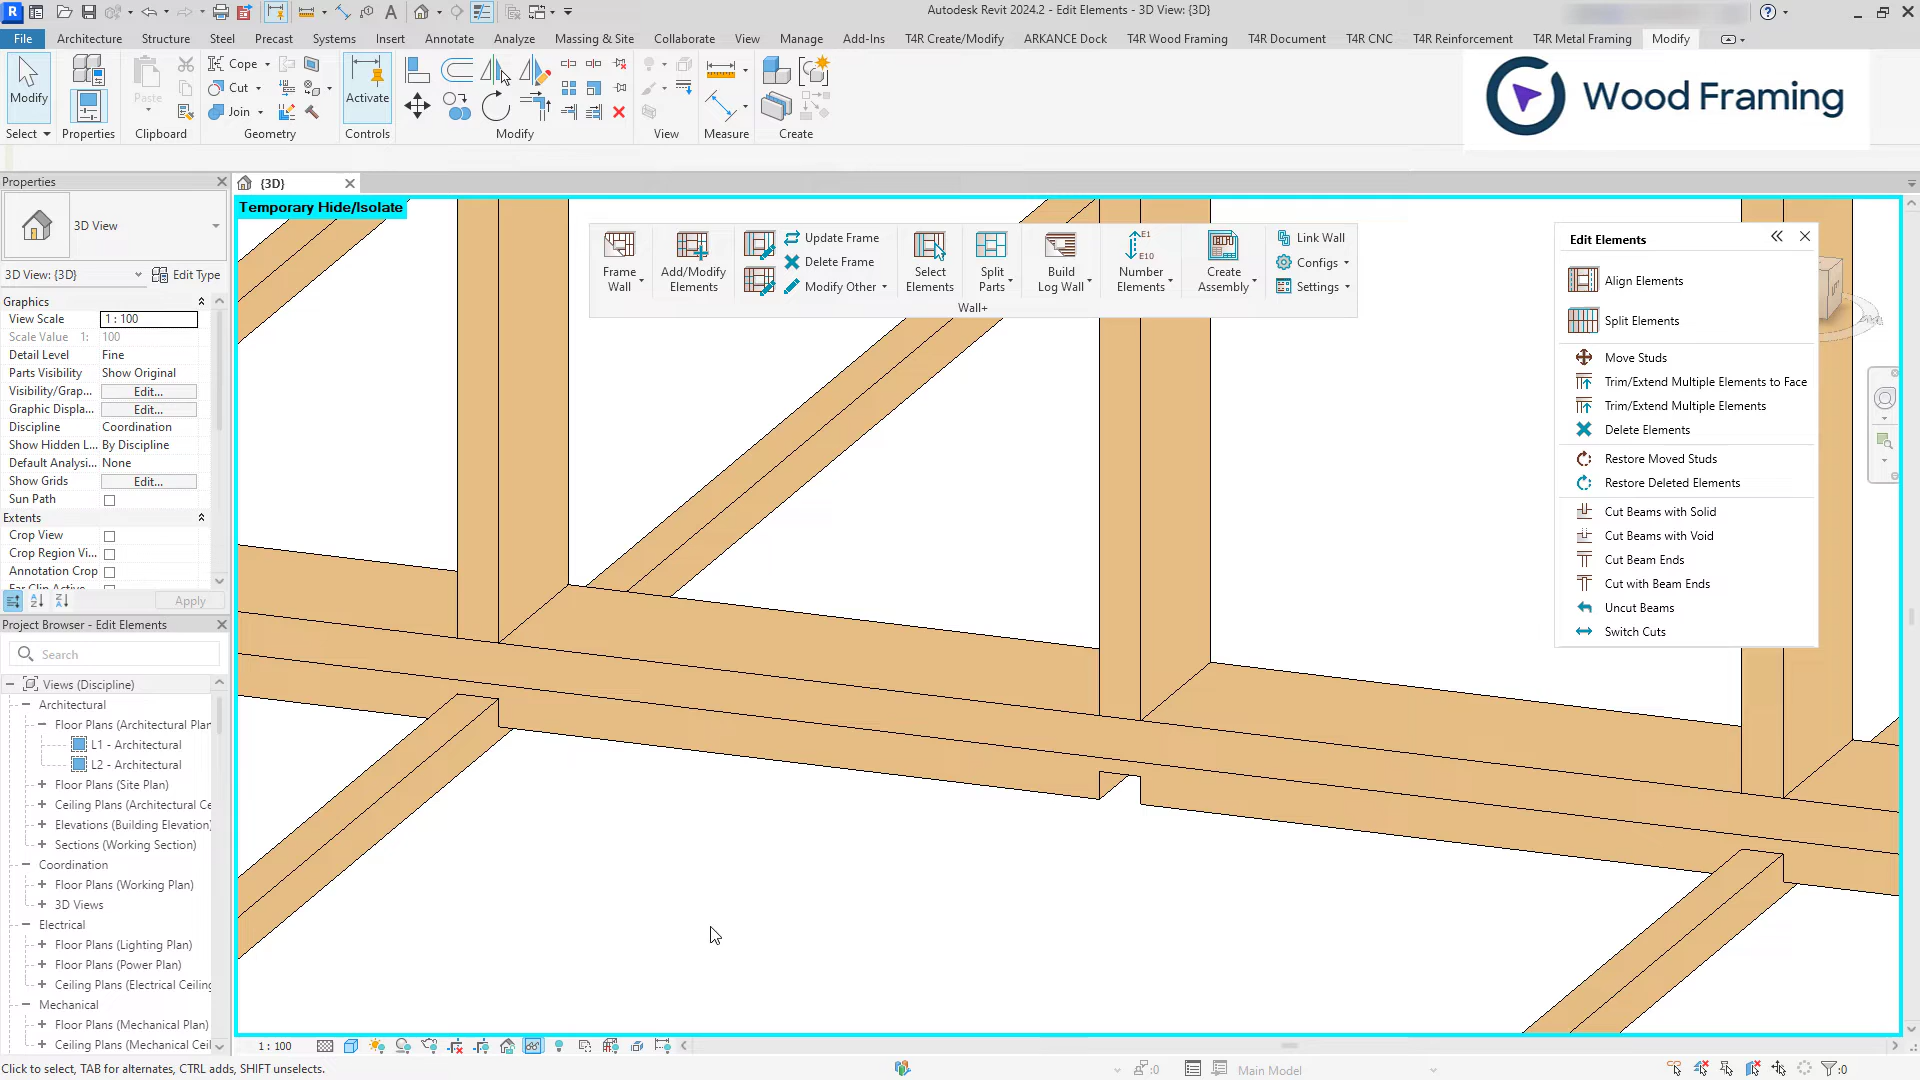 Autodesk Revit 2024.2 - Edit Elements - 3D View: {3D}
File Architecture Structure Steel Precast Systems Insert Annotate Analyze Massing & Site Collaborate View Manage Add-Ins T4R Create/Modify ARKANCE Dock T4R Wood Framing T4R Document T4R CNC T4R Reinforcement T4R Metal Framing Modify
Modify
Paste
Cope
Cut
Join
Activate
Select Properties Clipboard Geometry Controls Modify View Measure Create
Wood Framing
Properties
{3D}
3D View
3D View: {3D} Edit Type
Graphics
View Scale 1 : 100
Scale Value 1: 100
Detail Level Fine
Parts Visibility Show Original
Visibility/Grap... Edit...
Graphic Displa... Edit...
Discipline Coordination
Show Hidden L... By Discipline
Default Analysi... None
Show Grids Edit...
Sun Path
Extents
Crop View
Crop Region Vi...
Annotation Crop
Far Clip Active
Apply
Project Browser - Edit Elements
Search
Views (Discipline)
Architectural
Floor Plans (Architectural Plan
L1 - Architectural
L2 - Architectural
Floor Plans (Site Plan)
Ceiling Plans (Architectural Ce
Elevations (Building Elevation)
Sections (Working Section)
Coordination
Floor Plans (Working Plan)
3D Views
Electrical
Floor Plans (Lighting Plan)
Floor Plans (Power Plan)
Ceiling Plans (Electrical Ceiling
Mechanical
Floor Plans (Mechanical Plan)
Ceiling Plans (Mechanical Ceil
Temporary Hide/Isolate
Frame Wall
Add/Modify Elements
Update Frame
Delete Frame
Modify Other
Select Elements
Split Parts
Build Log Wall
E1
E10
Number Elements
Create Assembly
Link Wall
Configs
Settings
Wall+
Edit Elements
Align Elements
Split Elements
Move Studs
Trim/Extend Multiple Elements to Face
Trim/Extend Multiple Elements
Delete Elements
Restore Moved Studs
Restore Deleted Elements
Cut Beams with Solid
Cut Beams with Void
Cut Beam Ends
Cut with Beam Ends
Uncut Beams
Switch Cuts
1 : 100
Click to select, TAB for alternates, CTRL adds, SHIFT unselects.
:0
Main Model
:0